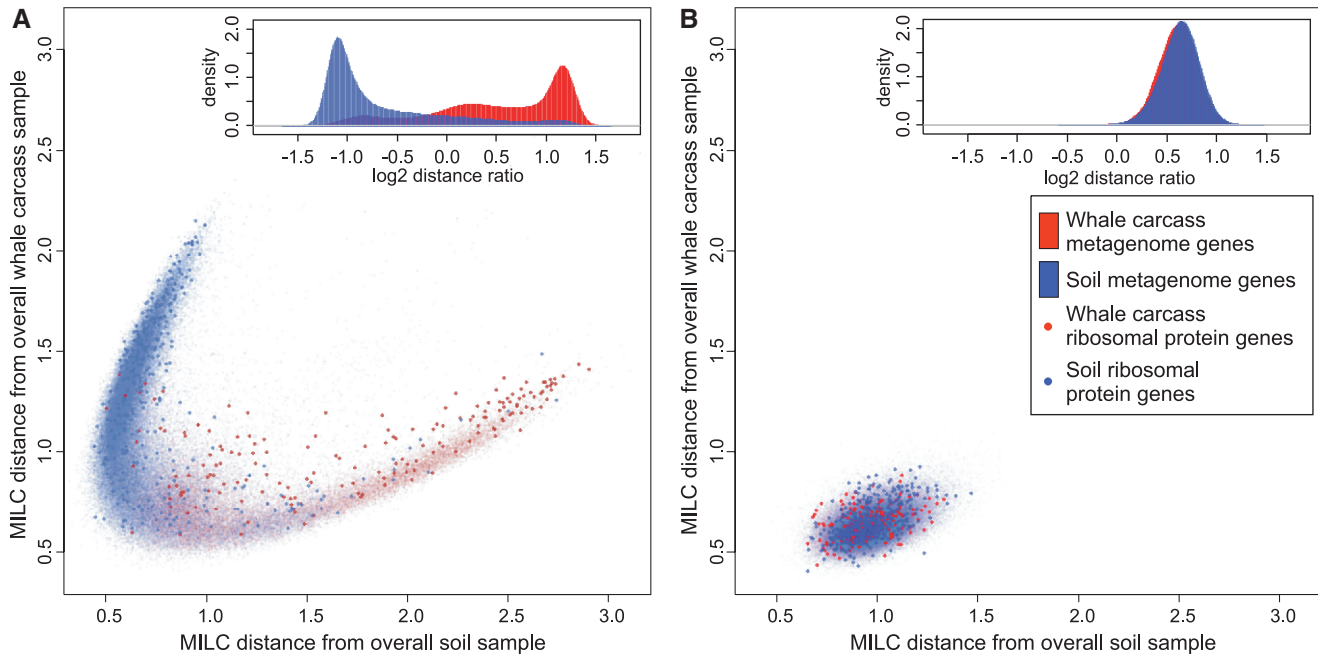 A
MILC distance from overall whale carcass sample
3.0
2.5
2.0
1.5
1.0
0.5
density
2.0
1.0
0.0
-1.5 -1.0 -0.5 0.0 0.5 1.0 1.5
log2 distance ratio
0.5 1.0 1.5 2.0 2.5 3.0
MILC distance from overall soil sample
B
MILC distance from overall whale carcass sample
3.0
2.5
2.0
1.5
1.0
0.5
density
2.0
1.0
0.0
-1.5 -1.0 -0.5 0.0 0.5 1.0 1.5
log2 distance ratio
Whale carcass
metagenome genes
Soil metagenome genes
Whale carcass
ribosomal protein genes
Soil ribosomal
protein genes
0.5 1.0 1.5 2.0 2.5 3.0
MILC distance from overall soil sample